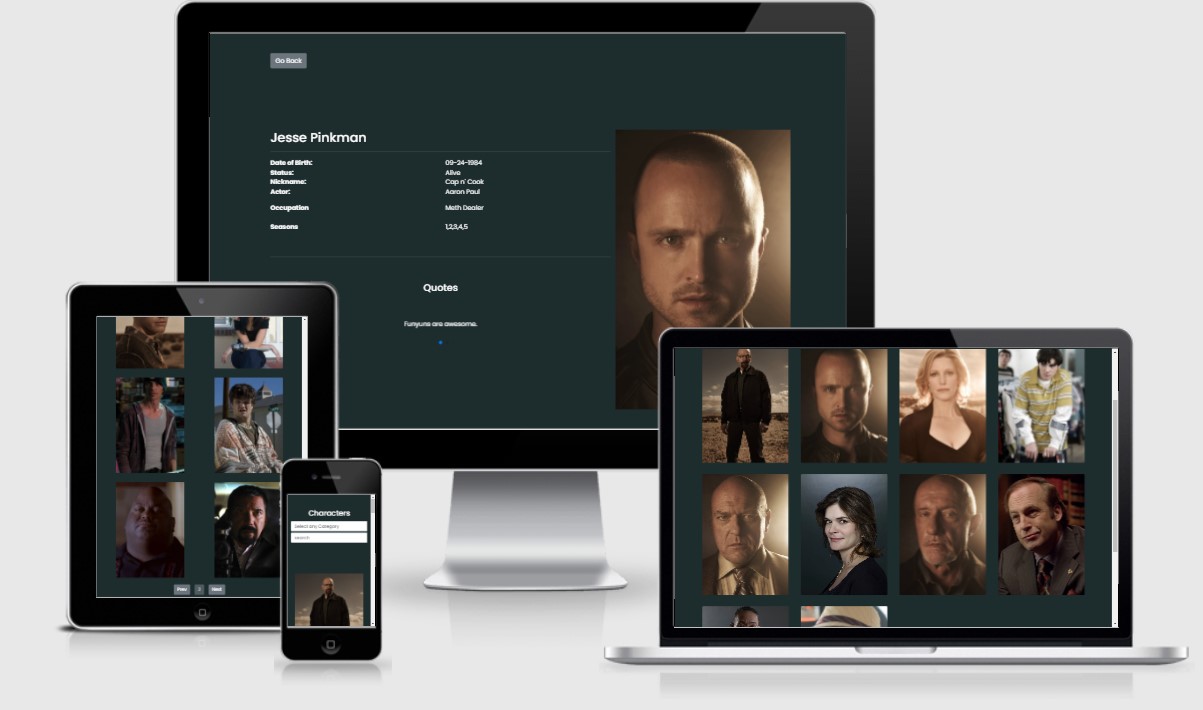 Go Back
Jesse Pinkman
Date of Birth: 09-24-1984
Status: Alive
Nickname: Cap n' Cook
Actor: Aaron Paul
Occupation Meth Dealer
Seasons 1,2,3,4,5
Quotes
Funyuns are awesome.
Prev 2 Next
Characters
Select any Category
search